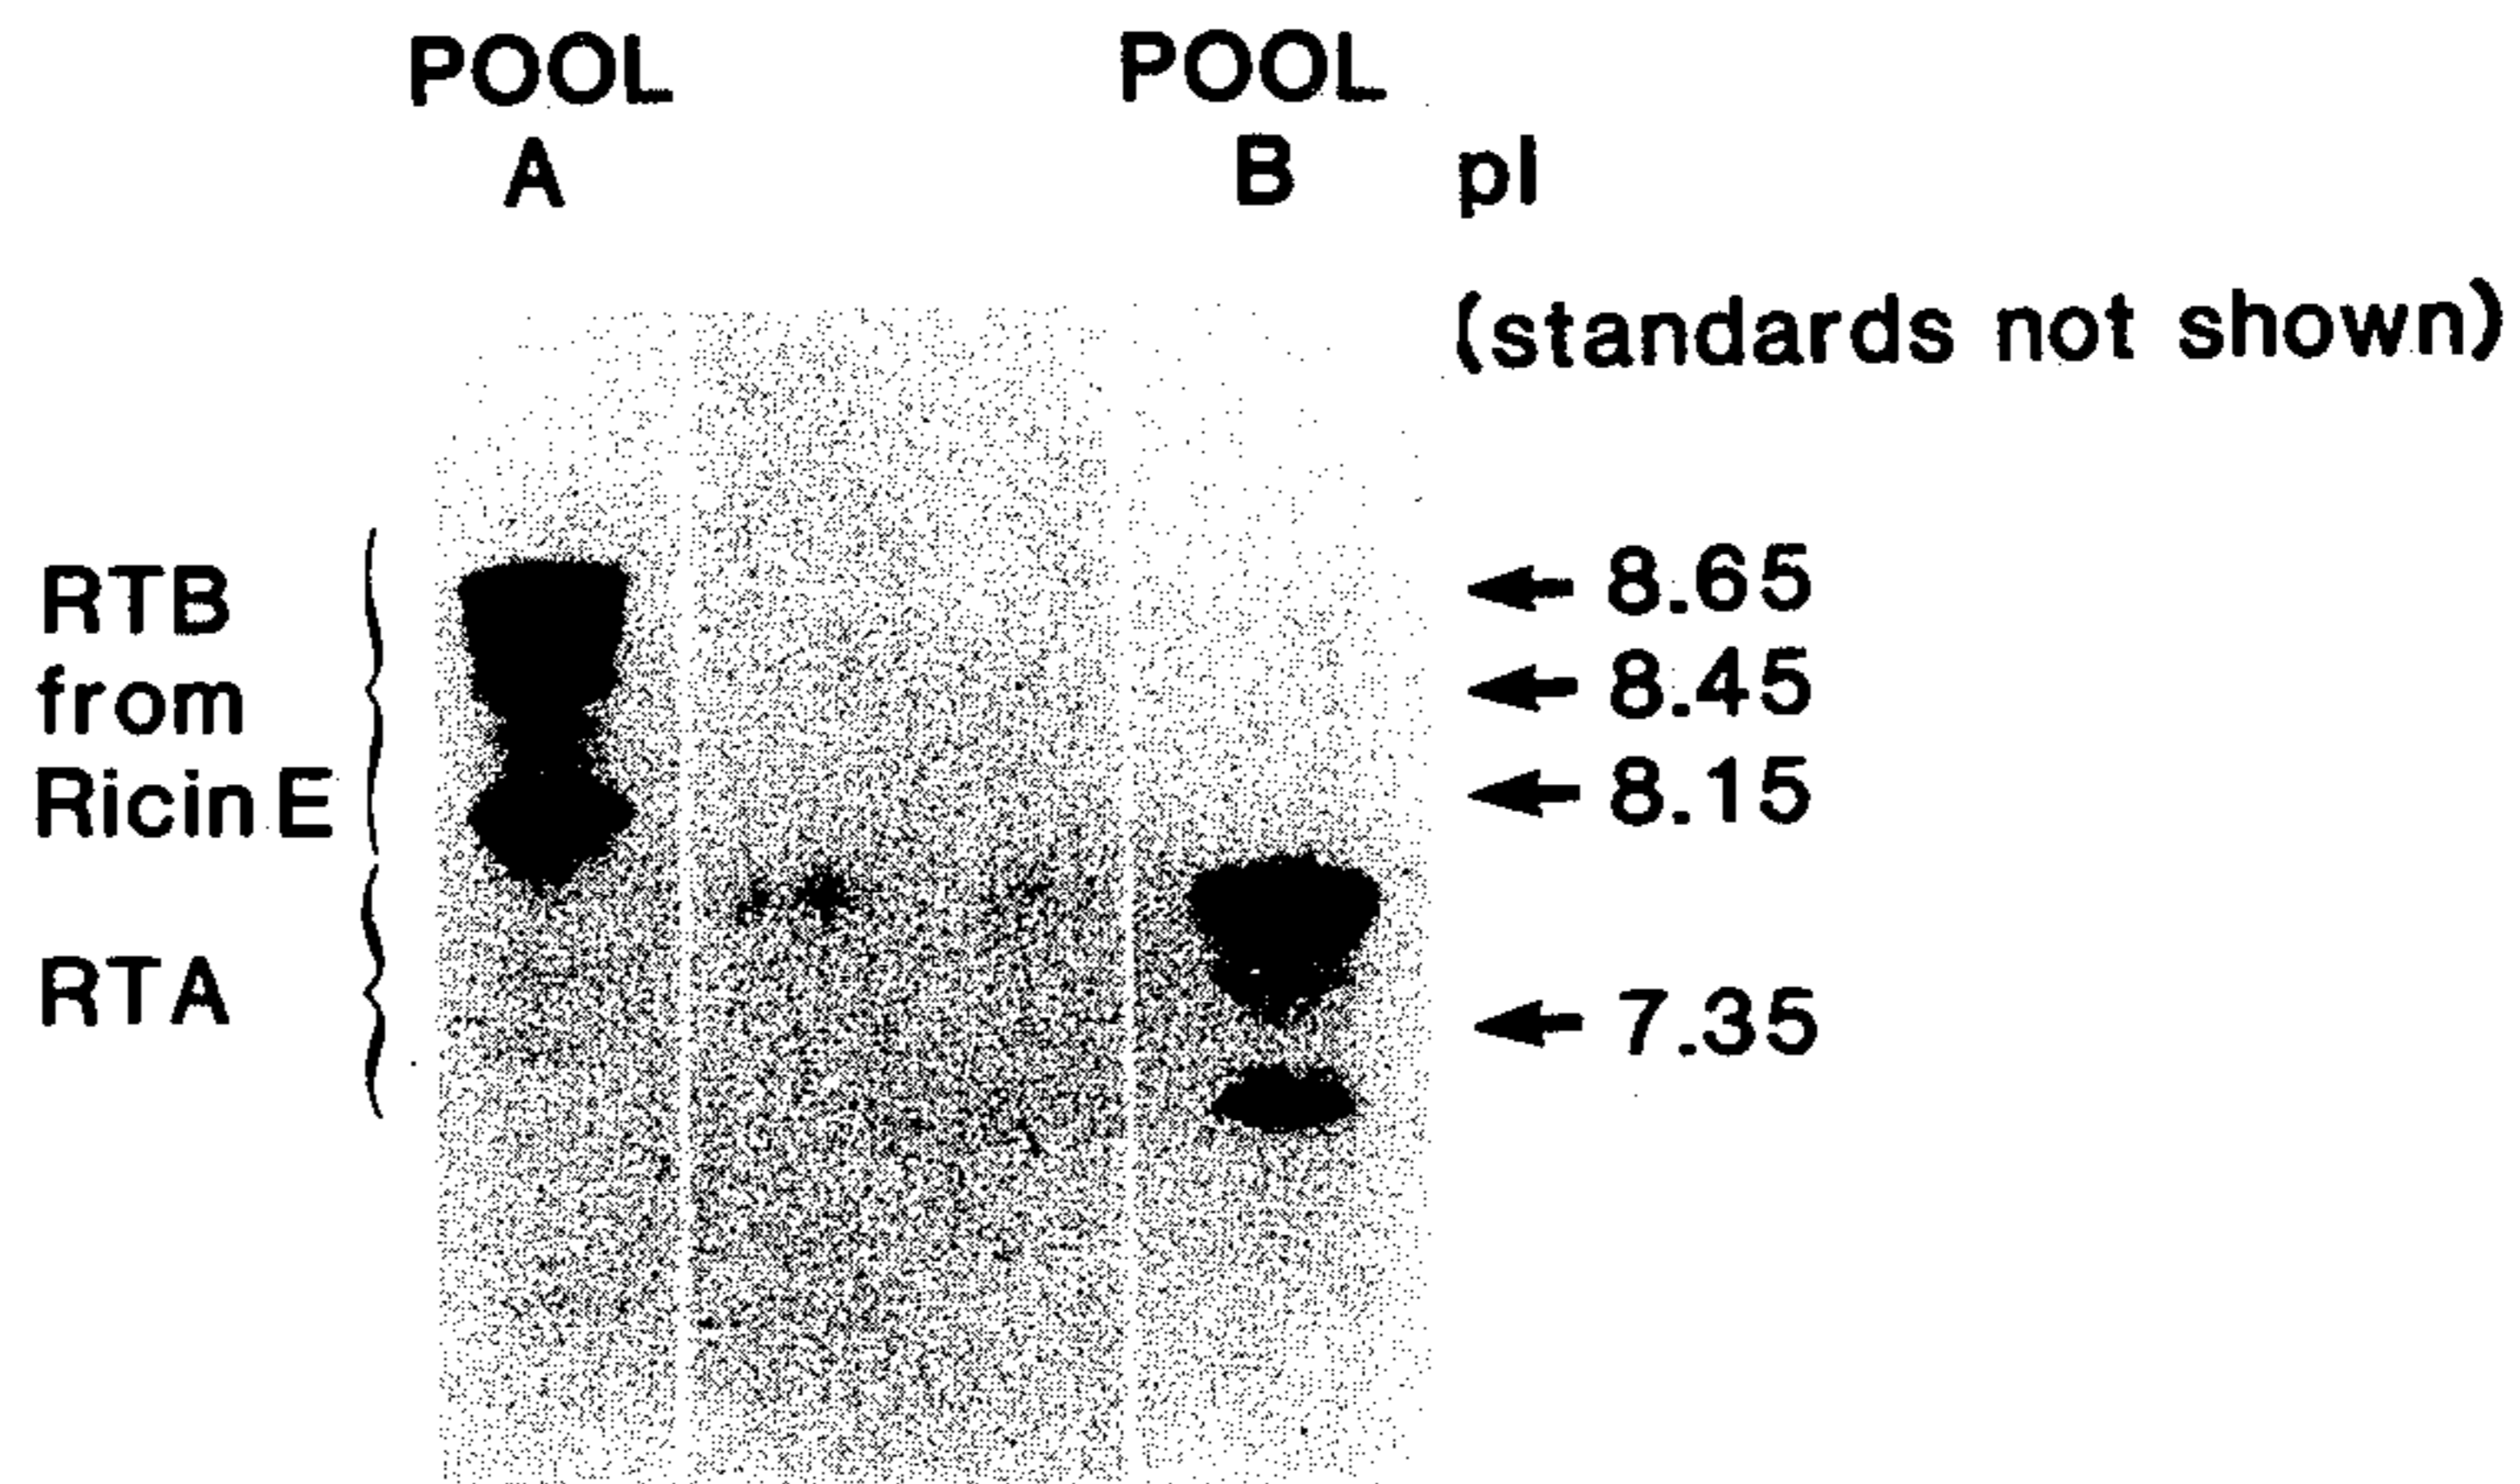 POOL
A
POOL
B
pI
(standards not shown)
RTB
from
Ricin E
RTA
8.65
8.45
8.15
7.35